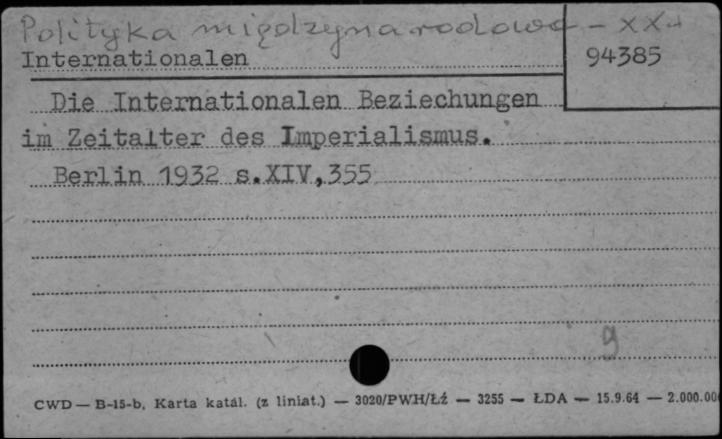 Polityka międzynarodowa - XX w
Internationalen
94385
Die Internationalen Beziechungen
im Zeitalter des Imperialismus.
Berlin 1932 s.XIV,355
9
CWD — B-15-b, Karta katal. (z liniat.) — 3020/PWH/Łź — 3255 — ŁDA — 15.9.64 — 2.000.00